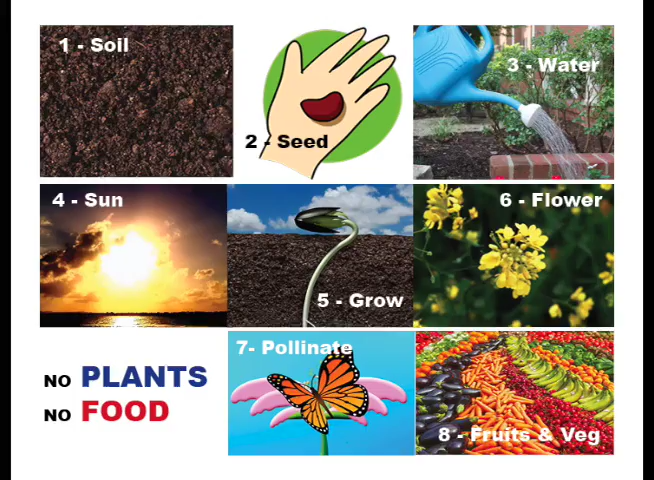 1 - Soil
2 - Seed
3 - Water
4 - Sun
5 - Grow
6 - Flower
NO PLANTS
NO FOOD
7- Pollinate
8 - Fruits & Veg